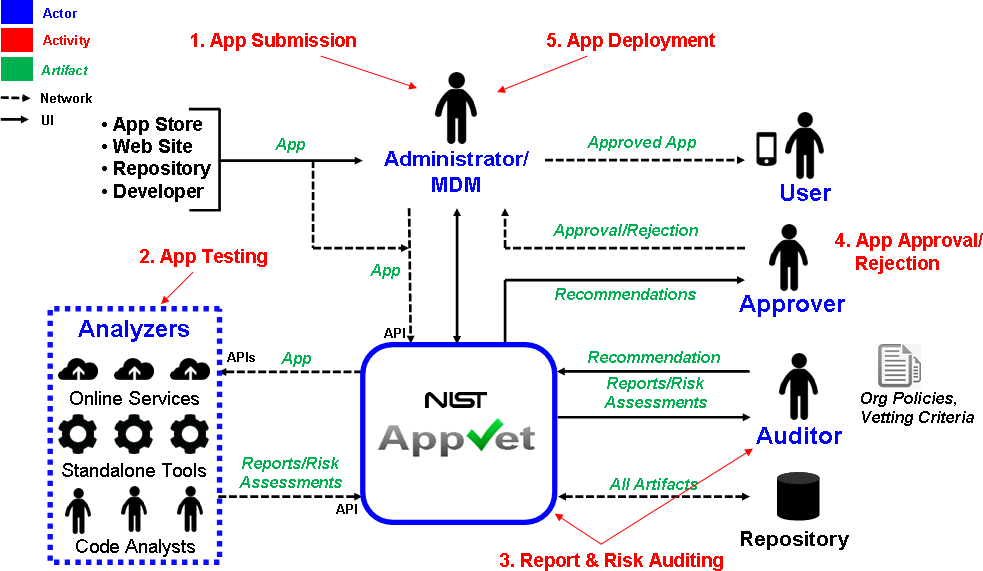 Actor
Activity
Artifact
Network
UI
1. App Submission
5. App Deployment
• App Store
• Web Site
• Repository
• Developer
App
Administrator/
MDM
Approved App
User
App
Approval/Rejection
4. App Approval/
Rejection
Recommendations
Approver
2. App Testing
Analyzers
Online Services
Standalone Tools
Code Analysts
APIs
App
API
NIST
AppVet
Reports/Risk
Assessments
API
Recommendation
Reports/Risk
Assessments
Auditor
Org Policies,
Vetting Criteria
All Artifacts
Repository
3. Report & Risk Auditing